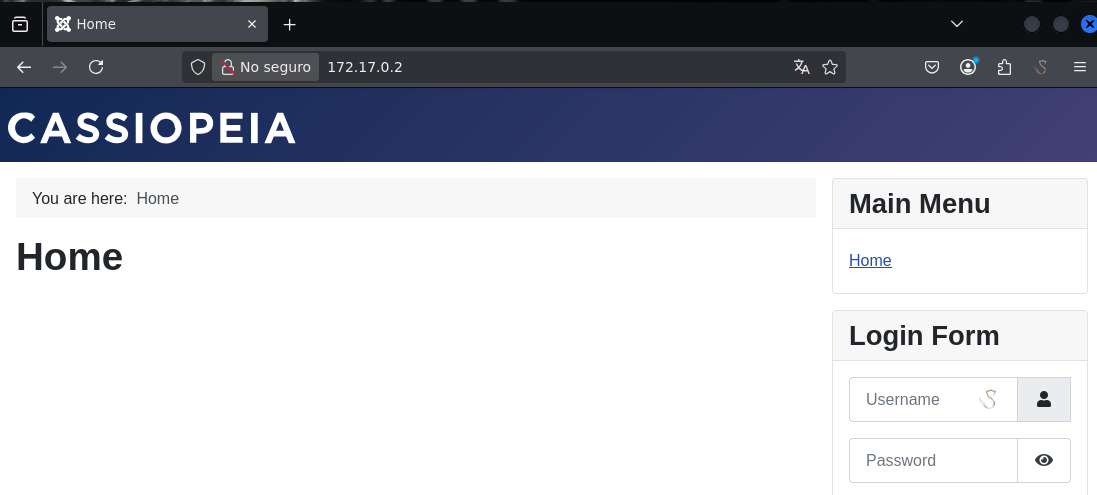 Home
No seguro 172.17.0.2
CASSIOPEIA
You are here: Home
Home
Main Menu
Home
Login Form
Username
Password